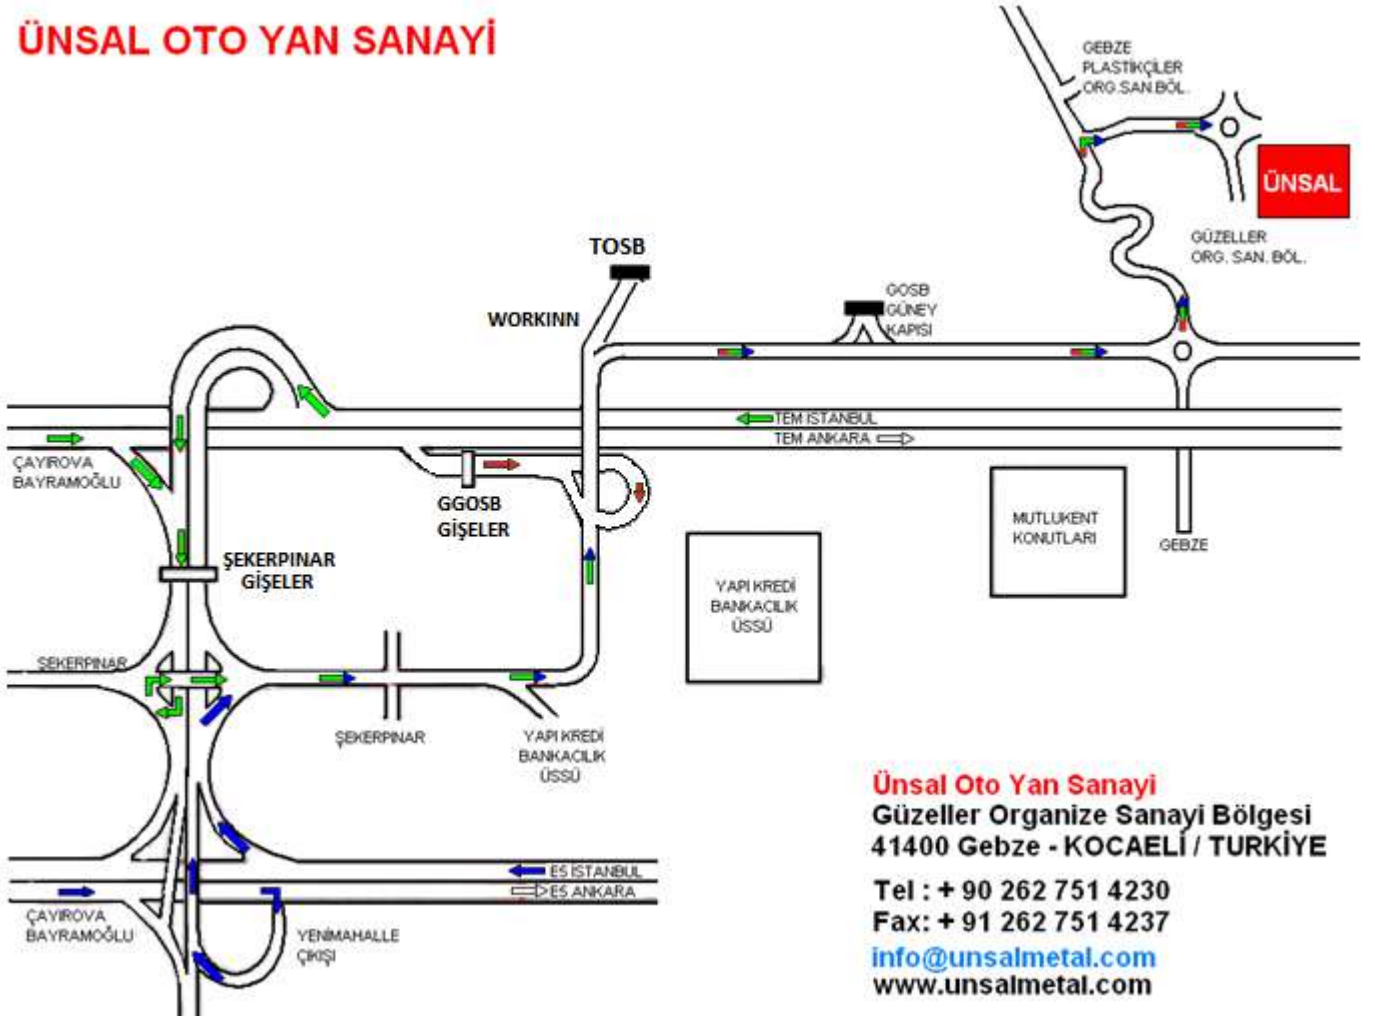 ÜNSAL OTO YAN SANAYİ
GEBZE
PLASTİKÇİLER
ORG.SAN.BÖL.
ÜNSAL
GÜZELLER
ORG. SAN. BÖL.
TOSB
WORKINN
GOSB
GÜNEY
KAPISI
TEM İSTANBUL
TEM ANKARA
ÇAYIROVA
BAYRAMOĞLU
GGOSB
GİŞELER
MUTLUKENT
KONUTLARI
GEBZE
ŞEKERPINAR
GİŞELER
YAPI KREDİ
BANKACILIK
ÜSSÜ
ŞEKERPINAR
ŞEKERPINAR
YAPI KREDİ
BANKACILIK
ÜSSÜ
E5 İSTANBUL
E5 ANKARA
ÇAYIROVA
BAYRAMOĞLU
YENİMAHALLE
ÇIKIŞI
Ünsal Oto Yan Sanayi
Güzeller Organize Sanayi Bölgesi
41400 Gebze - KOCAELİ / TURKİYE
Tel : + 90 262 751 4230
Fax: + 91 262 751 4237
info@unsalmetal.com
www.unsalmetal.com